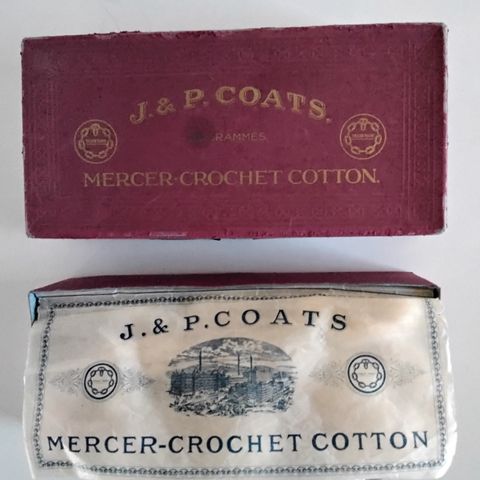 J. & P. COATS.
GRAMMES
MERCER-CROCHET COTTON.
J. & P. COATS
MERCER-CROCHET COTTON